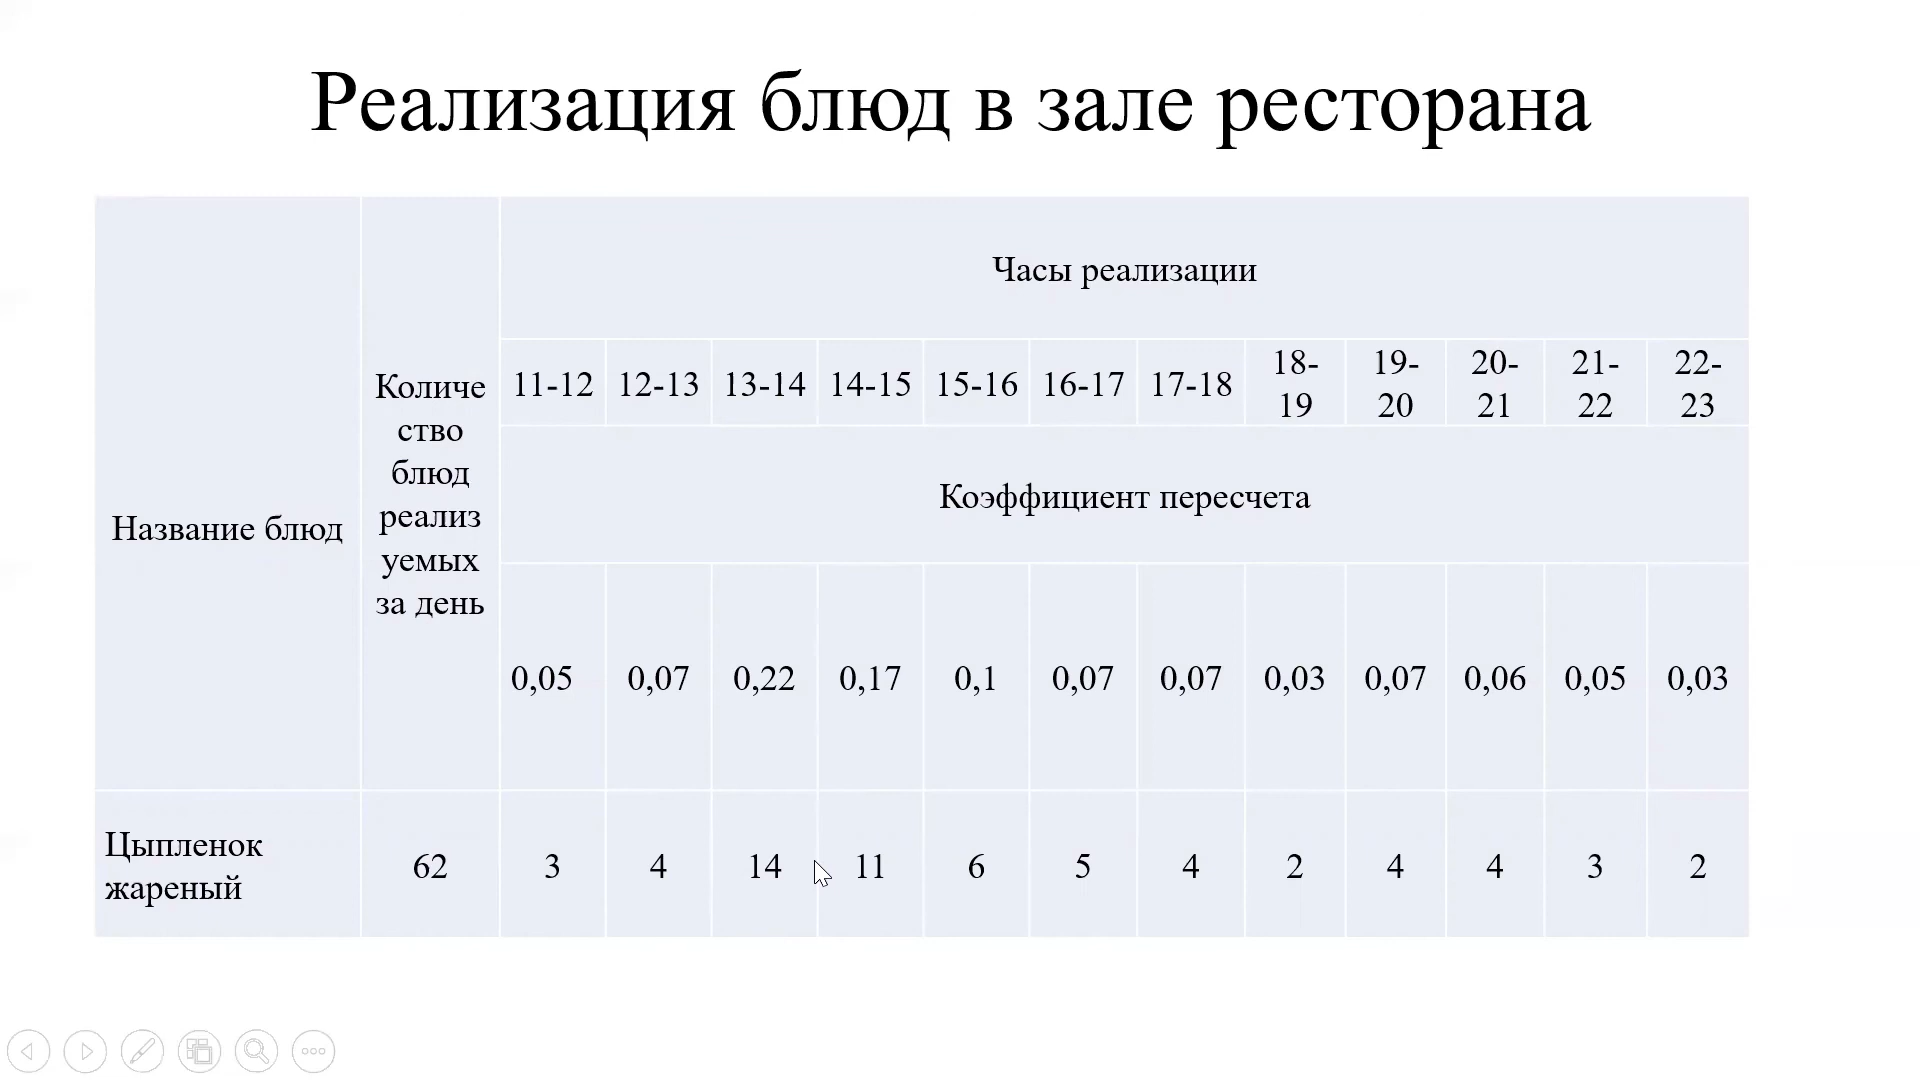 Реализация блюд в зале ресторана
Название блюд
Количе
ство
блюд
реализ
уемых
за день
Часы реализации
11-12 12-13 13-14 14-15 15-16 16-17 17-18 18-19 19-20 20-21 21-22 22-23
Коэффициент пересчета
0,05 0,07 0,22 0,17 0,1 0,07 0,07 0,03 0,07 0,06 0,05 0,03
Цыпленок
жареный
62 3 4 14 11 6 5 4 2 4 4 3 2